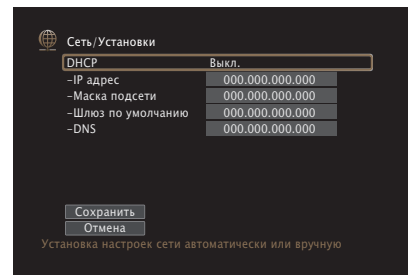 Сеть/Установки
DHCP Выкл.
–IP адрес 000.000.000.000
–Маска подсети 000.000.000.000
–Шлюз по умолчанию 000.000.000.000
–DNS 000.000.000.000
Сохранить
Отмена
Установка настроек сети автоматически или вручную